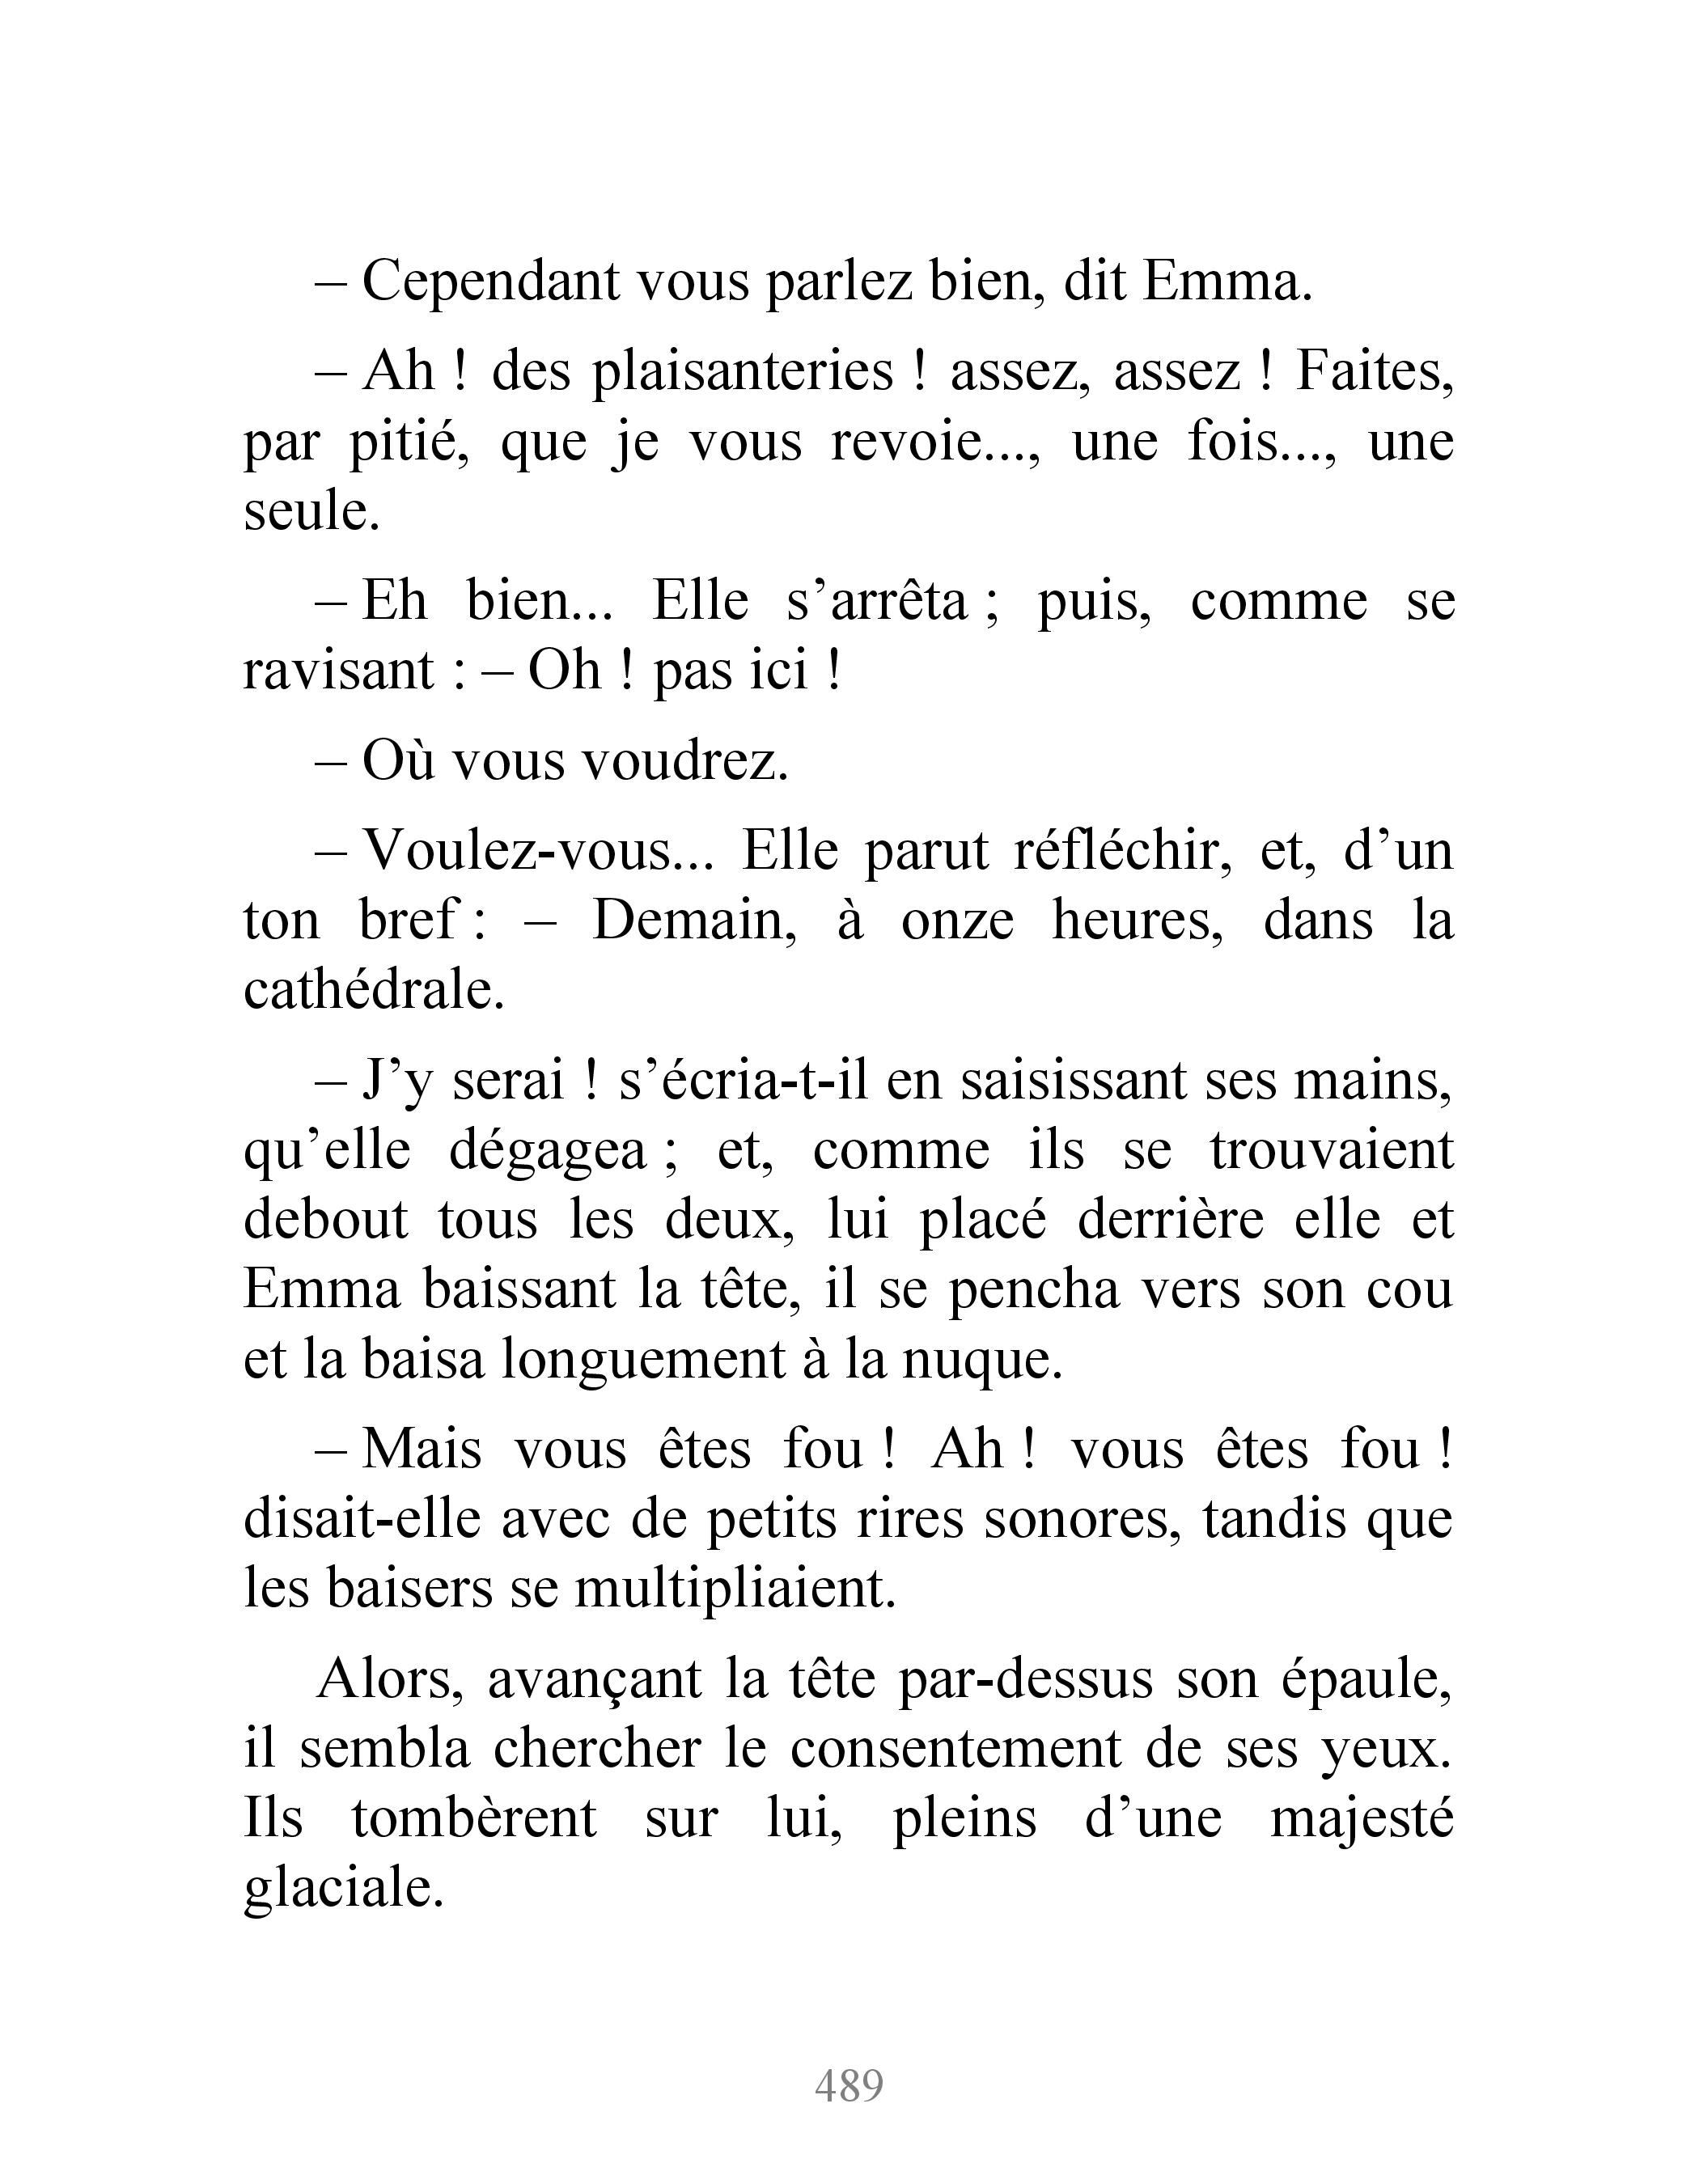 – Cependant vous parlez bien, dit Emma.
– Ah ! des plaisanteries ! assez, assez ! Faites,
par pitié, que je vous revoie..., une fois..., une
seule.
– Eh bien... Elle s’arrêta ; puis, comme se
ravisant : – Oh ! pas ici !
– Où vous voudrez.
– Voulez-vous... Elle parut réfléchir, et, d’un
ton bref : – Demain, à onze heures, dans la
cathédrale.
– J’y serai ! s’écria-t-il en saisissant ses mains,
qu’elle dégagea ; et, comme ils se trouvaient
debout tous les deux, lui placé derrière elle et
Emma baissant la tête, il se pencha vers son cou
et la baisa longuement à la nuque.
– Mais vous êtes fou ! Ah ! vous êtes fou !
disait-elle avec de petits rires sonores, tandis que
les baisers se multipliaient.
Alors, avançant la tête par-dessus son épaule,
il sembla chercher le consentement de ses yeux.
Ils tombèrent sur lui, pleins d’une majesté
glaciale.
489